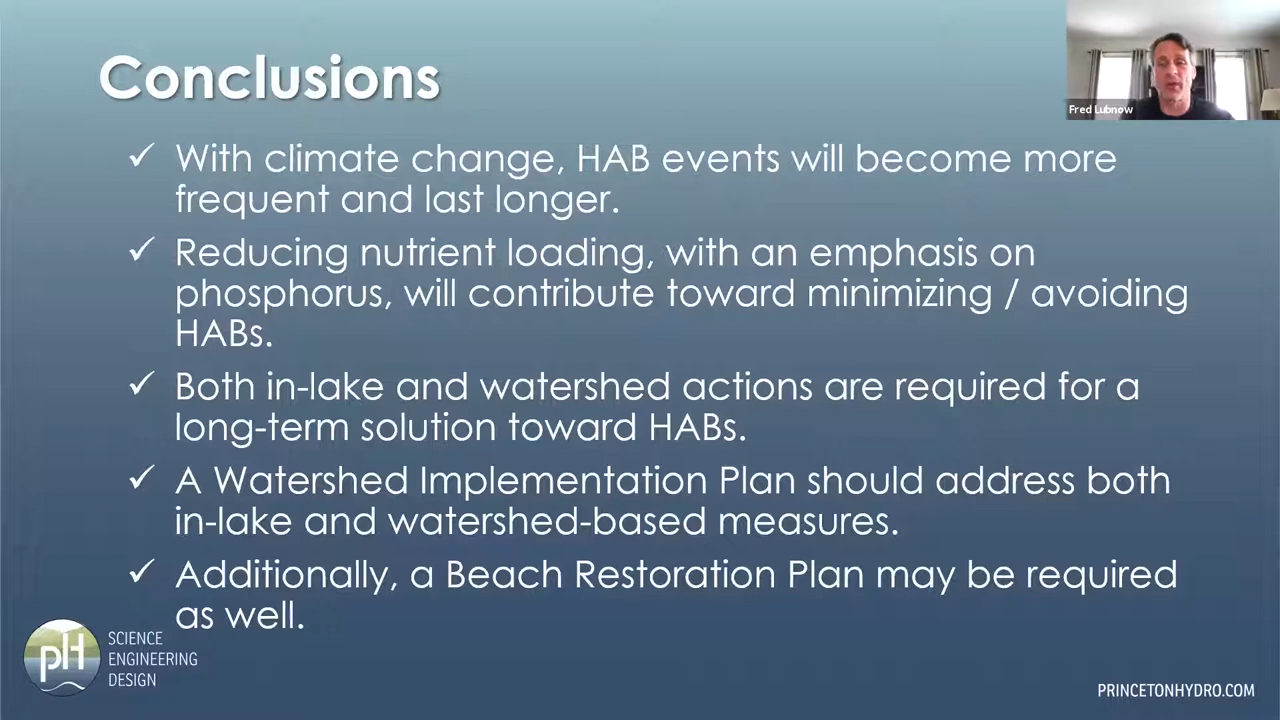 Conclusions
Fred Lubnow
✓ With climate change, HAB events will become more
frequent and last longer.
✓ Reducing nutrient loading, with an emphasis on
phosphorus, will contribute toward minimizing / avoiding
HABs.
✓ Both in-lake and watershed actions are required for a
long-term solution toward HABs.
✓ A Watershed Implementation Plan should address both
in-lake and watershed-based measures.
✓ Additionally, a Beach Restoration Plan may be required
as well.
pH
SCIENCE
ENGINEERING
DESIGN
PRINCETONHYDRO.COM